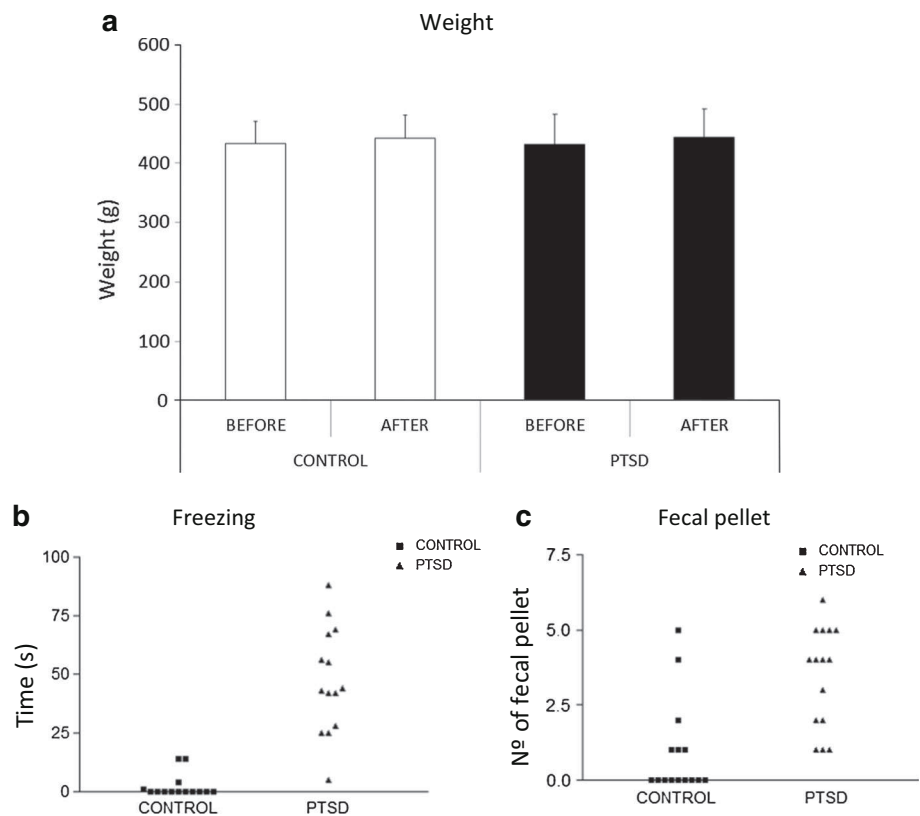 a
Weight
600
500
400
300
200
100
0
Weight (g)
BEFORE AFTER BEFORE AFTER
CONTROL PTSD
b
Freezing
■ CONTROL
▲ PTSD
100
75
50
25
0
Time (s)
CONTROL PTSD
c
Fecal pellet
■ CONTROL
▲ PTSD
7.5
5.0
2.5
0.0
Nº of fecal pellet
CONTROL PTSD